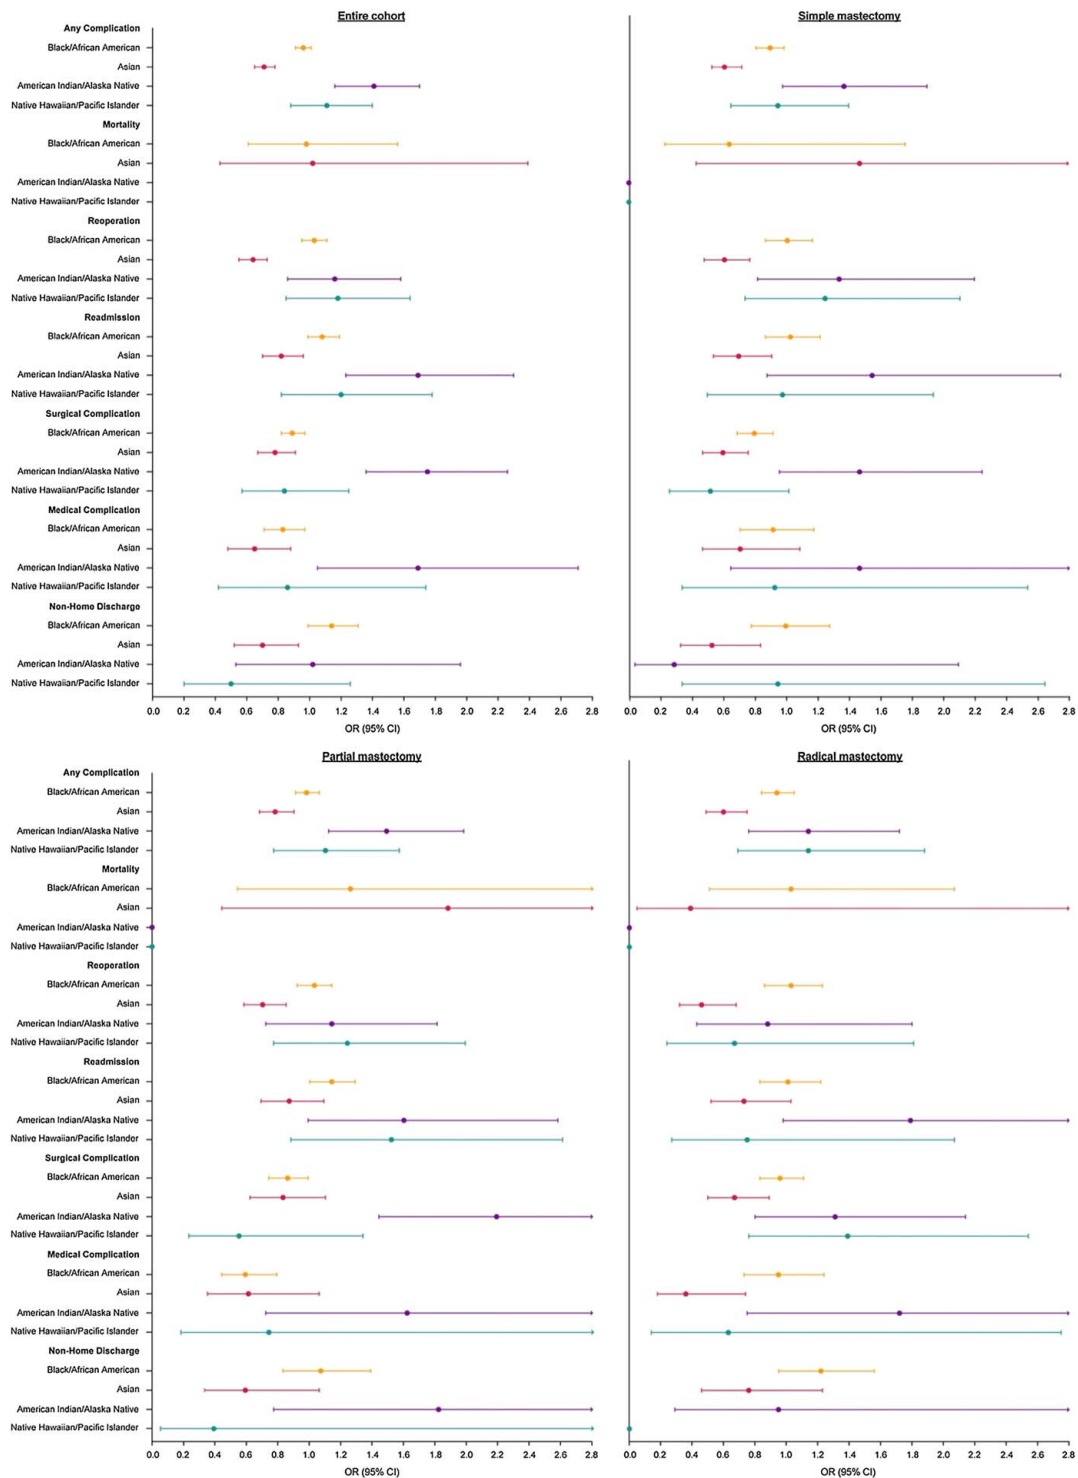 Entire cohort
Any Complication
Black/African American
Asian
American Indian/Alaska Native
Native Hawaiian/Pacific Islander
Mortality
Black/African American
Asian
American Indian/Alaska Native
Native Hawaiian/Pacific Islander
Reoperation
Black/African American
Asian
American Indian/Alaska Native
Native Hawaiian/Pacific Islander
Readmission
Black/African American
Asian
American Indian/Alaska Native
Native Hawaiian/Pacific Islander
Surgical Complication
Black/African American
Asian
American Indian/Alaska Native
Native Hawaiian/Pacific Islander
Medical Complication
Black/African American
Asian
American Indian/Alaska Native
Native Hawaiian/Pacific Islander
Non-Home Discharge
Black/African American
Asian
American Indian/Alaska Native
Native Hawaiian/Pacific Islander
0.0 0.2 0.4 0.6 0.8 1.0 1.2 1.4 1.6 1.8 2.0 2.2 2.4 2.6 2.8
OR (95% CI)
Simple mastectomy
0.0 0.2 0.4 0.6 0.8 1.0 1.2 1.4 1.6 1.8 2.0 2.2 2.4 2.6 2.8
OR (95% CI)
Partial mastectomy
Any Complication
Black/African American
Asian
American Indian/Alaska Native
Native Hawaiian/Pacific Islander
Mortality
Black/African American
Asian
American Indian/Alaska Native
Native Hawaiian/Pacific Islander
Reoperation
Black/African American
Asian
American Indian/Alaska Native
Native Hawaiian/Pacific Islander
Readmission
Black/African American
Asian
American Indian/Alaska Native
Native Hawaiian/Pacific Islander
Surgical Complication
Black/African American
Asian
American Indian/Alaska Native
Native Hawaiian/Pacific Islander
Medical Complication
Black/African American
Asian
American Indian/Alaska Native
Native Hawaiian/Pacific Islander
Non-Home Discharge
Black/African American
Asian
American Indian/Alaska Native
Native Hawaiian/Pacific Islander
0.0 0.2 0.4 0.6 0.8 1.0 1.2 1.4 1.6 1.8 2.0 2.2 2.4 2.6 2.8
OR (95% CI)
Radical mastectomy
0.0 0.2 0.4 0.6 0.8 1.0 1.2 1.4 1.6 1.8 2.0 2.2 2.4 2.6 2.8
OR (95% CI)